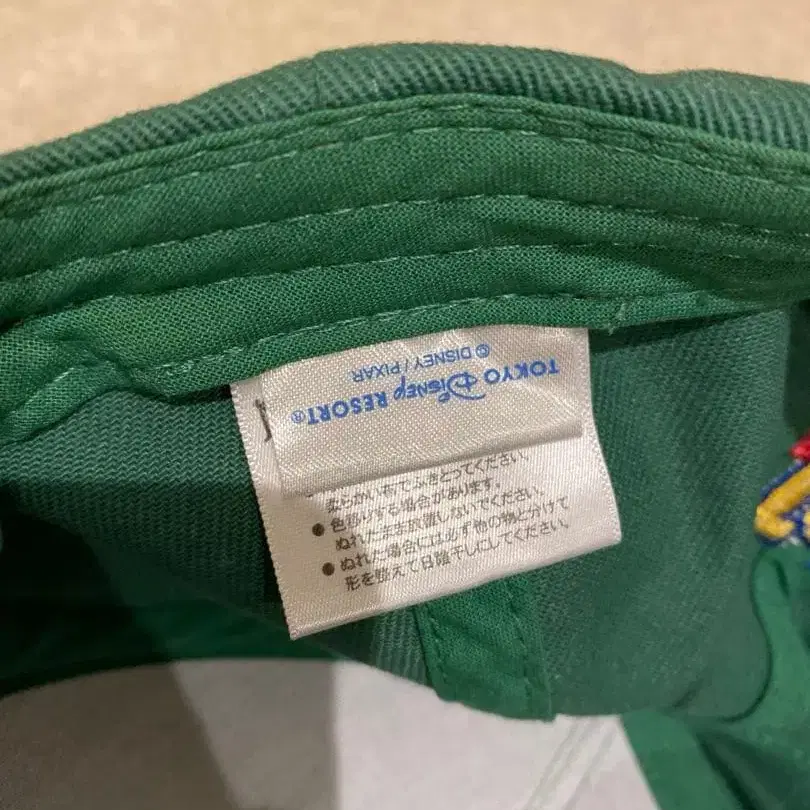 TOKYO Disney RESORT®
© DISNEY / PIXAR
柔らかい布でふきとってください。
● 色移りする場合があります。
ぬれたまま放置しないでください。
● ぬれた場合には必ず他の物と分けて
形を整えて日陰干しにしてください。